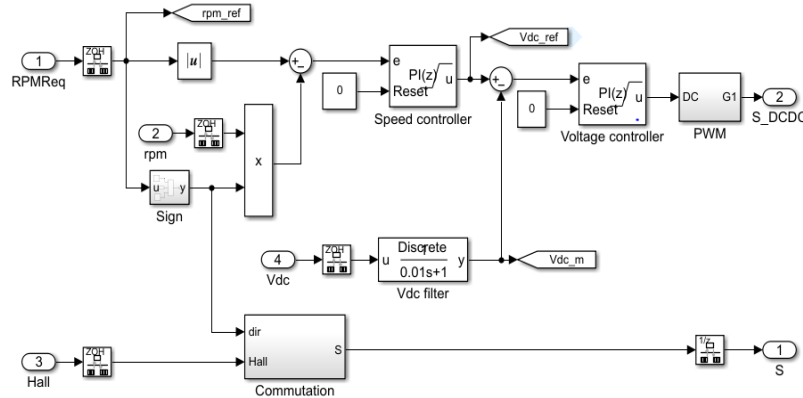 rpm_ref
1
RPMReq
ZOH
|u|
+
-
e
PI(z)
u
Reset
0
Speed controller
Vdc_ref
+
-
e
PI(z)
u
Reset
0
Voltage controller
DC
G1
PWM
2
S_DCDC
2
rpm
ZOH
x
u
y
Sign
4
Vdc
ZOH
u
Discrete
1
0.01s+1
y
Vdc filter
Vdc_m
3
Hall
ZOH
dir
Hall
S
Commutation
1/z
1
S